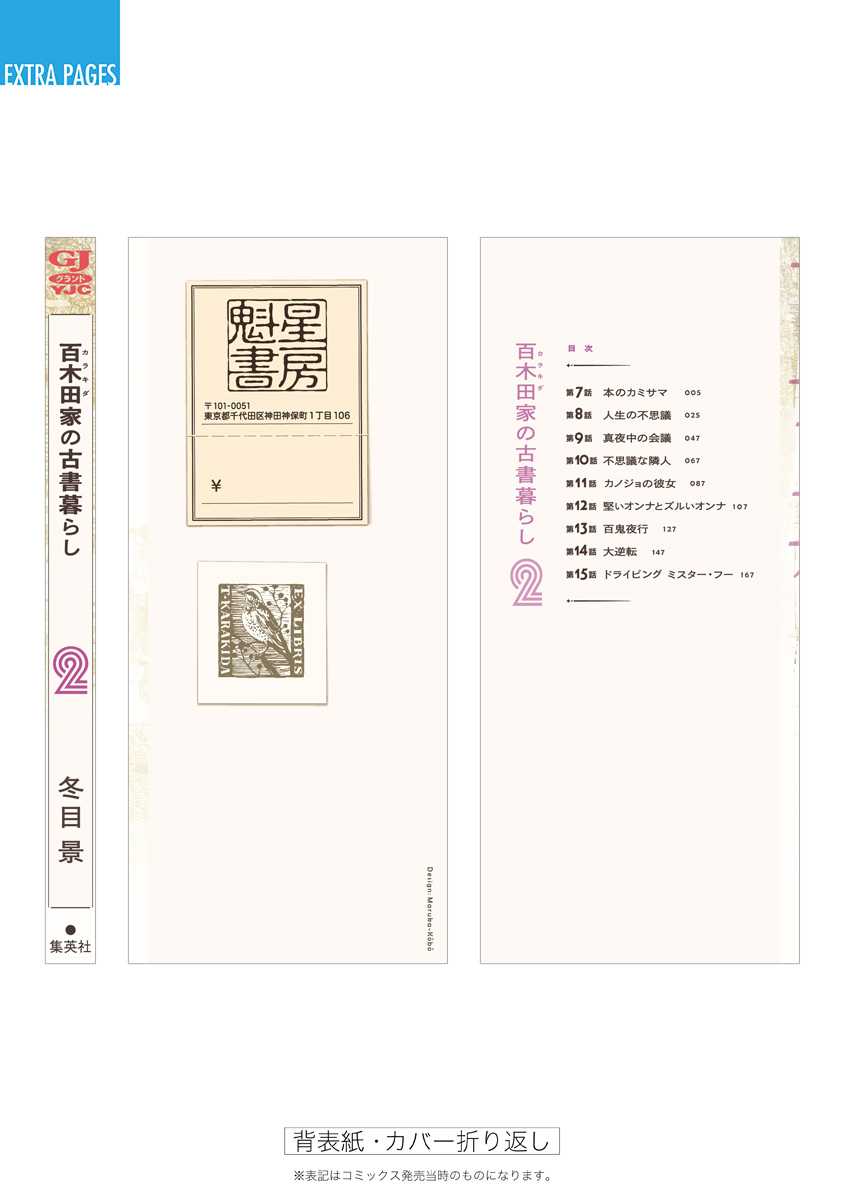 EXTRA PAGES
GJ
グランド
YJC
百木田家の古書暮らし
カラキダ
2
冬目 景
●
集英社
魁星
書房
〒101-0051
東京都千代田区神田神保町1丁目106
¥
EX LIBRIS
T・KARAKIDA
Design: Maruka-Kōbō
百木田家の古書暮らし
カラキダ
2
目 次
第7話 本のカミサマ 005
第8話 人生の不思議 025
第9話 真夜中の会議 047
第10話 不思議な隣人 067
第11話 カノジョの彼女 087
第12話 堅いオンナとズルいオンナ 107
第13話 百鬼夜行 127
第14話 大逆転 147
第15話 ドライビング ミスター・フー 167
背表紙・カバー折り返し
※表記はコミックス発売当時のものになります。